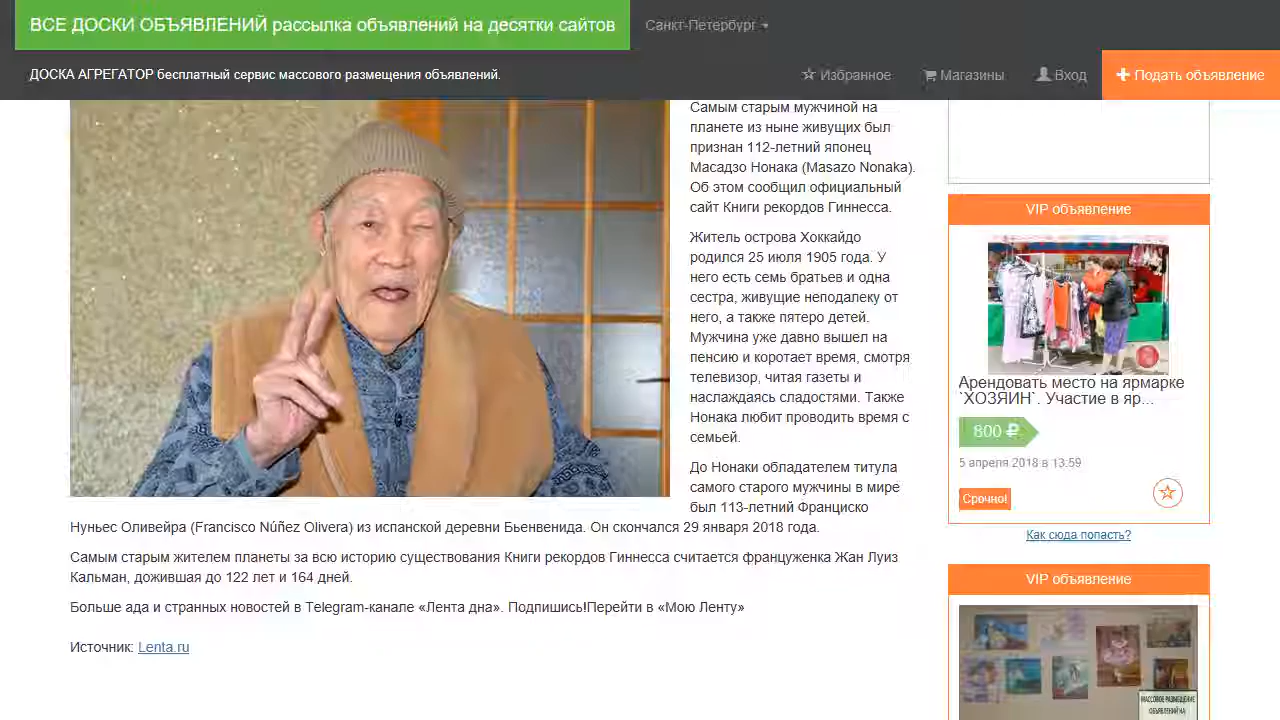 ВСЕ ДОСКИ ОБЪЯВЛЕНИЙ рассылка объявлений на десятки сайтов
Санкт-Петербург
ДОСКА АГРЕГАТОР бесплатный сервис массового размещения объявлений.
Избранное
Магазины
Вход
Подать объявление
Самым старым мужчиной на
планете из ныне живущих был
признан 112-летний японец
Масадзо Нонака (Masazo Nonaka).
Об этом сообщил официальный
сайт Книги рекордов Гиннесса.
Житель острова Хоккайдо
родился 25 июля 1905 года. У
него есть семь братьев и одна
сестра, живущие неподалеку от
него, а также пятеро детей.
Мужчина уже давно вышел на
пенсию и коротает время, смотря
телевизор, читая газеты и
наслаждаясь сладостями. Также
Нонака любит проводить время с
семьей.
До Нонаки обладателем титула
самого старого мужчины в мире
был 113-летний Франциско
Нуньес Оливейра (Francisco Núñez Olivera) из испанской деревни Бьенвенида. Он скончался 29 января 2018 года.
Самым старым жителем планеты за всю историю существования Книги рекордов Гиннесса считается француженка Жан Луиз
Кальман, дожившая до 122 лет и 164 дней.
Больше ада и странных новостей в Telegram-канале «Лента дна». Подпишись!Перейти в «Мою Ленту»
Источник: Lenta.ru
VIP объявление
Арендовать место на ярмарке
`ХОЗЯИН`. Участие в яр...
800 ₽
5 апреля 2018 в 13:59
Срочно!
Как сюда попасть?
VIP объявление
МАССОВОЕ РАЗМЕЩЕНИЕ
ОБЪЯВЛЕНИЙ НА